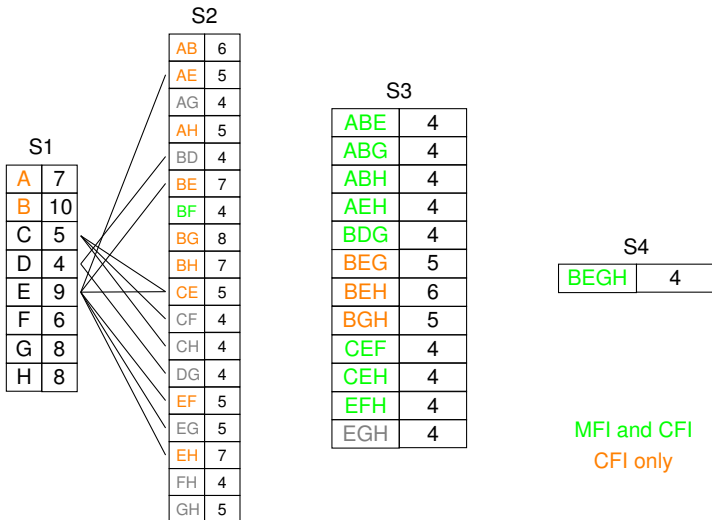 S1
A 7
B 10
C 5
D 4
E 9
F 6
G 8
H 8
S2
AB 6
AE 5
AG 4
AH 5
BD 4
BE 7
BF 4
BG 8
BH 7
CE 5
CF 4
CH 4
DG 4
EF 5
EG 5
EH 7
FH 4
GH 5
S3
ABE 4
ABG 4
ABH 4
AEH 4
BDG 4
BEG 5
BEH 6
BGH 5
CEF 4
CEH 4
EFH 4
EGH 4
S4
BEGH 4
MFI and CFI
CFI only